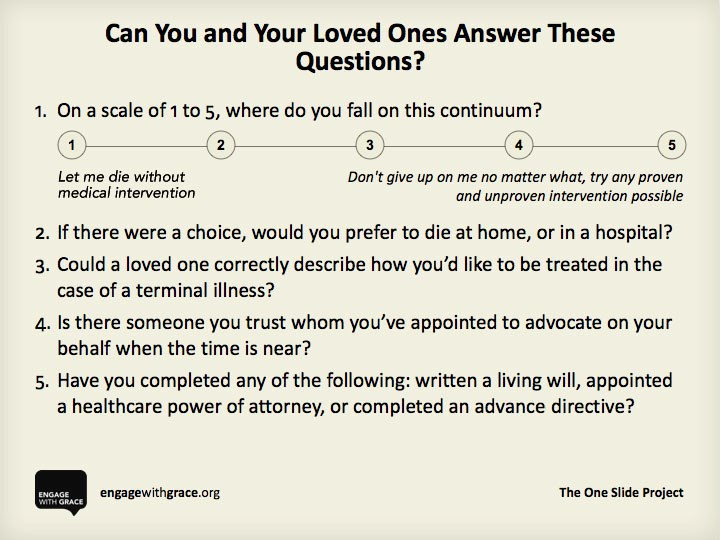 Can You and Your Loved Ones Answer These
Questions?
1. On a scale of 1 to 5, where do you fall on this continuum?
1 2 3 4 5
Let me die without
medical intervention
Don't give up on me no matter what, try any proven
and unproven intervention possible
2. If there were a choice, would you prefer to die at home, or in a hospital?
3. Could a loved one correctly describe how you'd like to be treated in the
case of a terminal illness?
4. Is there someone you trust whom you've appointed to advocate on your
behalf when the time is near?
5. Have you completed any of the following: written a living will, appointed
a healthcare power of attorney, or completed an advance directive?
ENGAGE
WITH GRACE
engagewithgrace.org
The One Slide Project